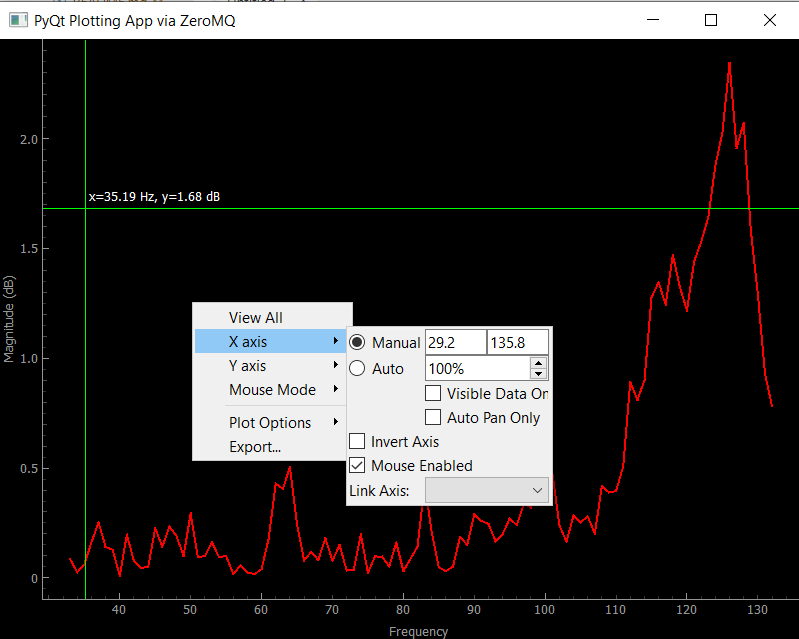 PyQt Plotting App via ZeroMQ
x=35.19 Hz, y=1.68 dB
2.0
1.5
1.0
0.5
0
Magnitude (dB)
View All
X axis
Y axis
Mouse Mode
Plot Options
Export...
Manual 29.2 135.8
Auto 100%
Visible Data On
Auto Pan Only
Invert Axis
Mouse Enabled
Link Axis:
40 50 60 70 80 90 100 110 120 130
Frequency